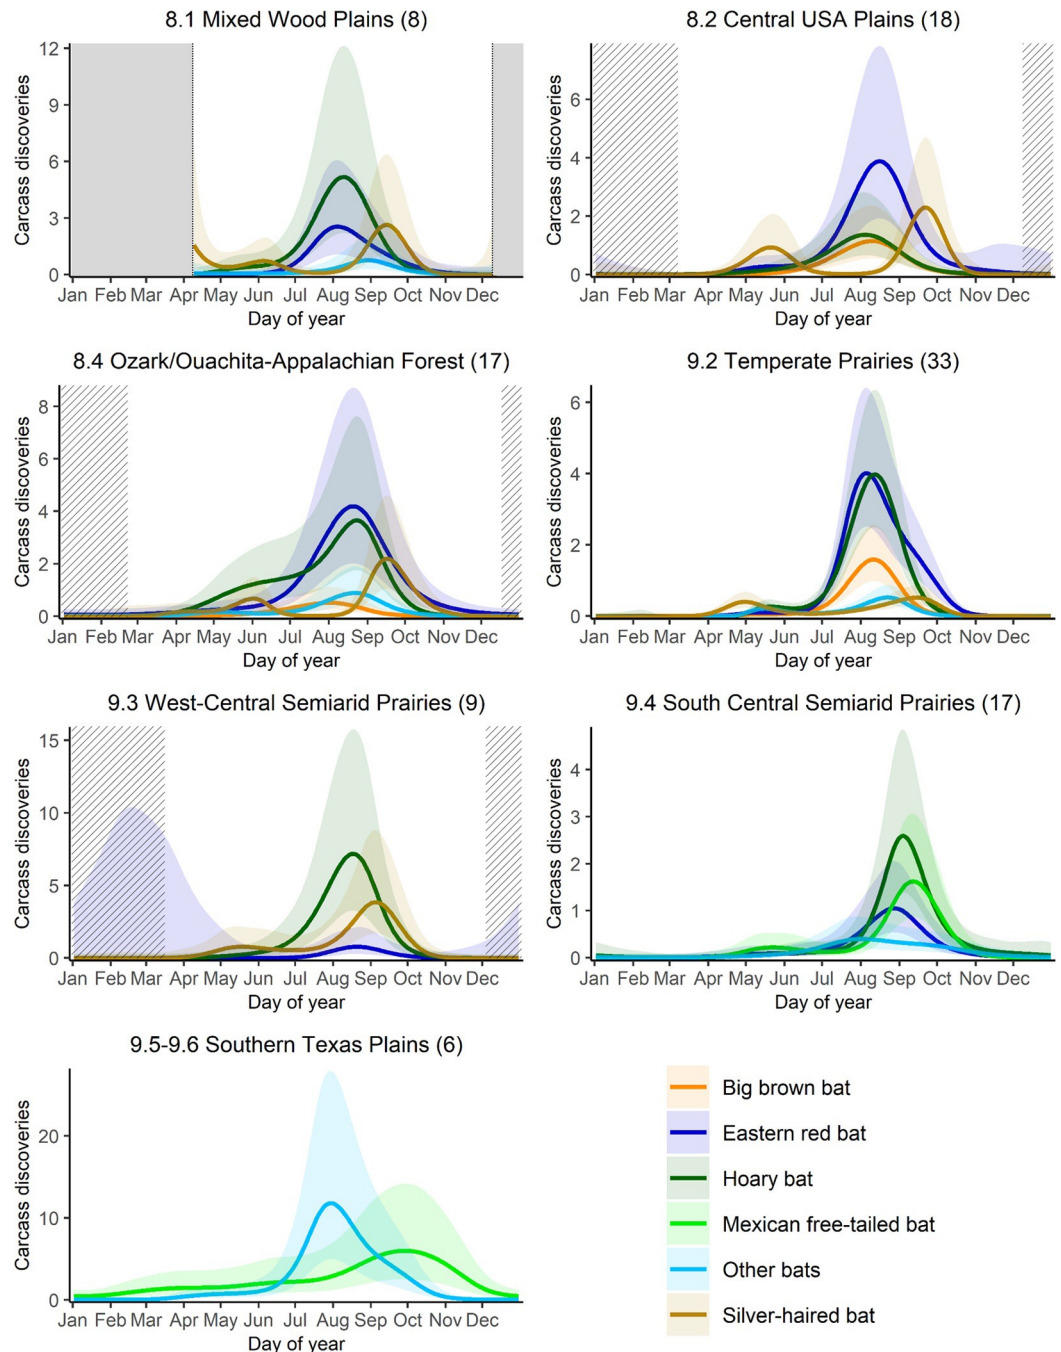 8.1 Mixed Wood Plains (8)
Carcass discoveries
12
9
6
3
0
Jan Feb Mar Apr May Jun Jul Aug Sep Oct Nov Dec
Day of year
8.2 Central USA Plains (18)
Carcass discoveries
6
4
2
0
Jan Feb Mar Apr May Jun Jul Aug Sep Oct Nov Dec
Day of year
8.4 Ozark/Ouachita-Appalachian Forest (17)
Carcass discoveries
8
6
4
2
0
Jan Feb Mar Apr May Jun Jul Aug Sep Oct Nov Dec
Day of year
9.2 Temperate Prairies (33)
Carcass discoveries
6
4
2
0
Jan Feb Mar Apr May Jun Jul Aug Sep Oct Nov Dec
Day of year
9.3 West-Central Semiarid Prairies (9)
Carcass discoveries
15
10
5
0
Jan Feb Mar Apr May Jun Jul Aug Sep Oct Nov Dec
Day of year
9.4 South Central Semiarid Prairies (17)
Carcass discoveries
4
3
2
1
0
Jan Feb Mar Apr May Jun Jul Aug Sep Oct Nov Dec
Day of year
9.5-9.6 Southern Texas Plains (6)
Carcass discoveries
20
10
0
Jan Feb Mar Apr May Jun Jul Aug Sep Oct Nov Dec
Day of year
Big brown bat
Eastern red bat
Hoary bat
Mexican free-tailed bat
Other bats
Silver-haired bat